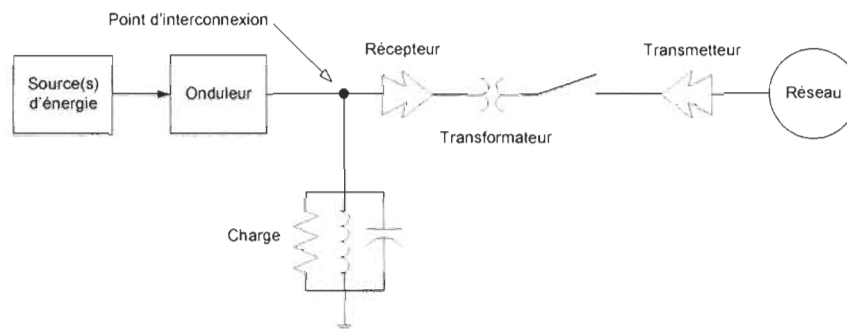 Point d'interconnexion
Récepteur
Transmetteur
Source(s)
d'énergie
Onduleur
Réseau
Transformateur
Charge